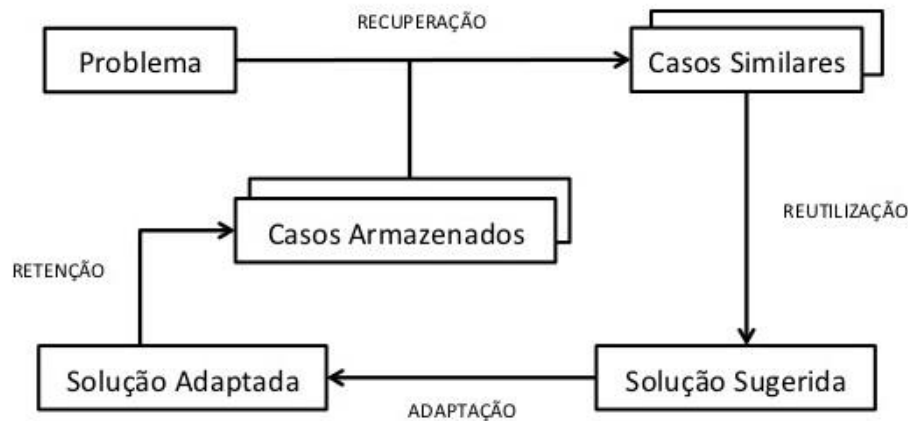 RECUPERAÇÃO
Problema
Casos Similares
Casos Armazenados
REUTILIZAÇÃO
RETENÇÃO
Solução Adaptada
Solução Sugerida
ADAPTAÇÃO